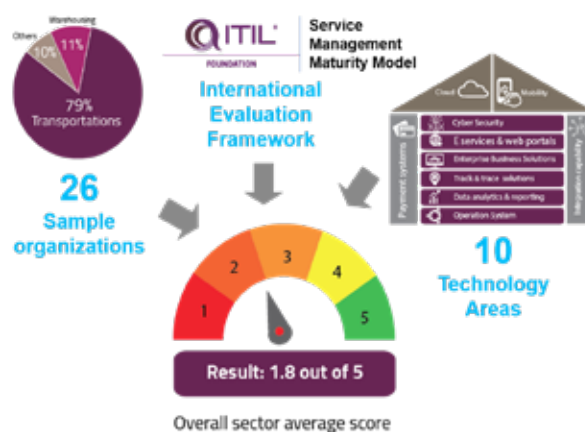 Warehousing
Others
11%
10%
79%
Transportations
26
Sample
organizations
ITIL®
FOUNDATION
Service
Management
Maturity Model
International
Evaluation
Framework
Cloud
Mobility
Payment systems
Cyber Security
E services & web portals
Enterprise Business Solutions
Track & trace solutions
Data analytics & reporting
Operation System
Integration capability
10
Technology
Areas
1
2
3
4
5
Result: 1.8 out of 5
Overall sector average score